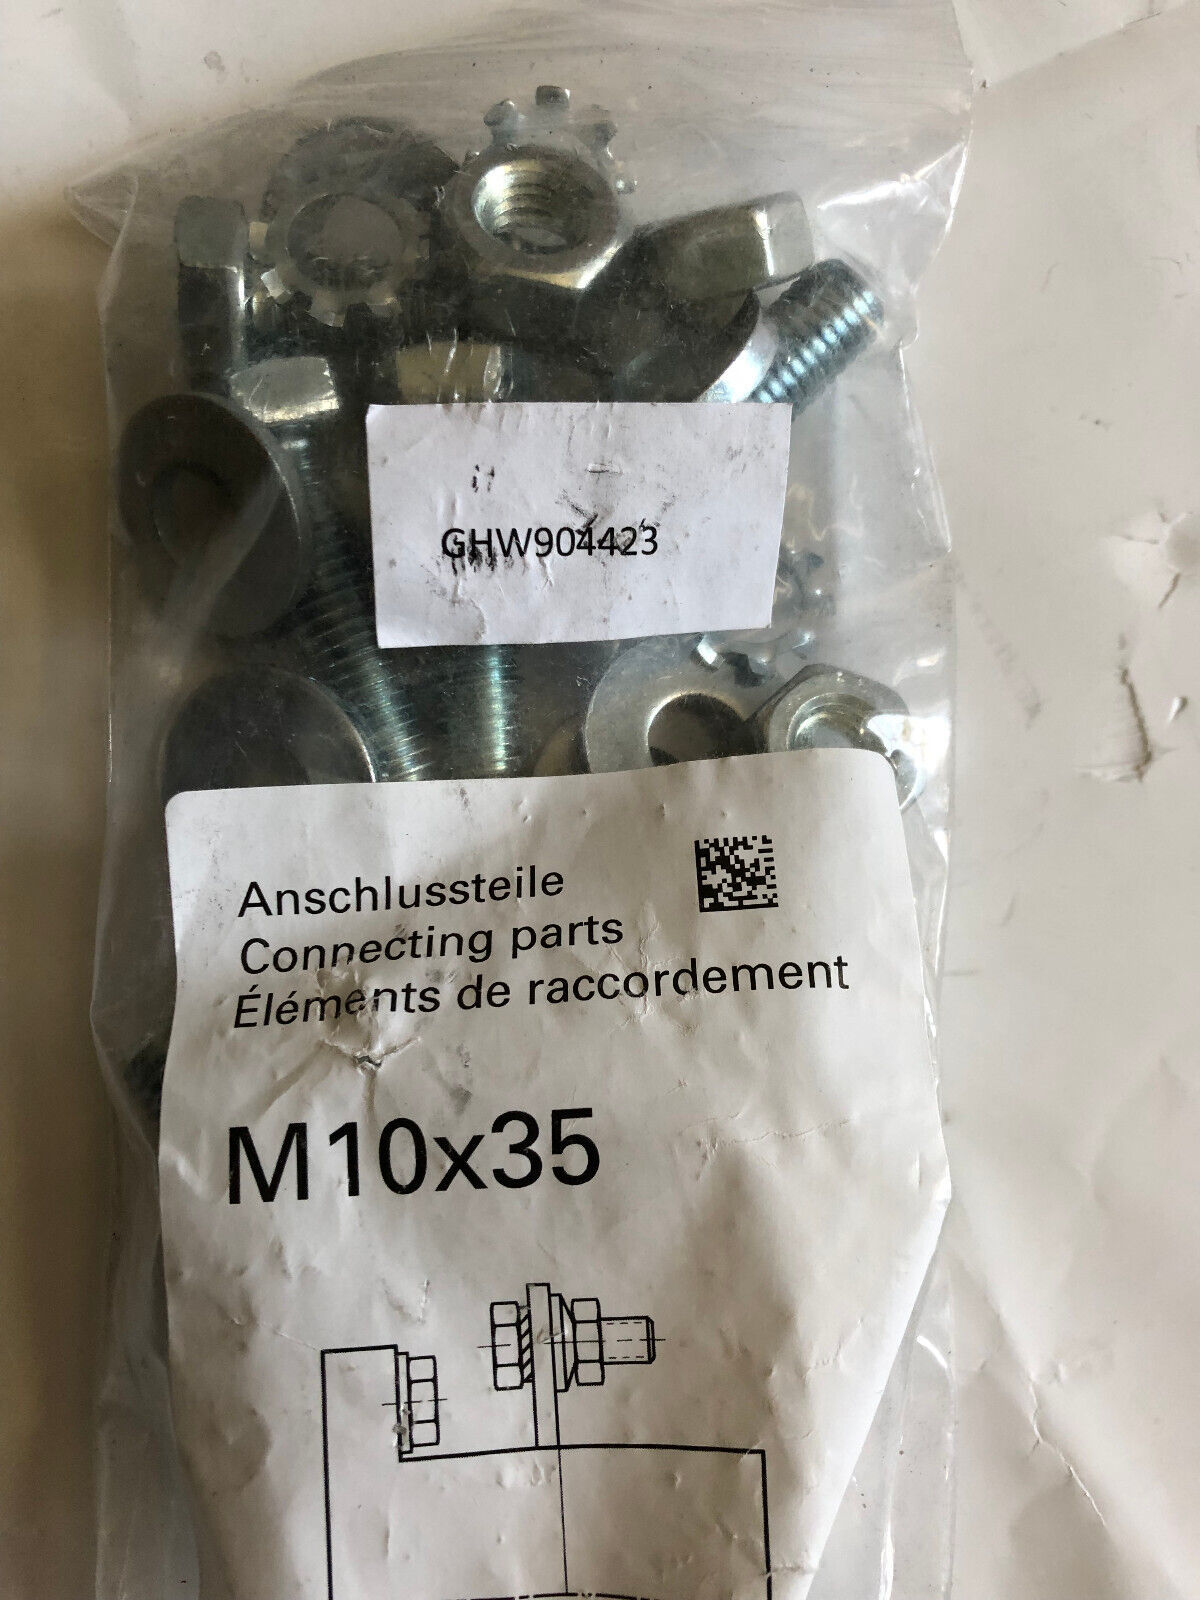 GHW904423
Anschlussteile
Connecting parts
Éléments de raccordement
M10x35